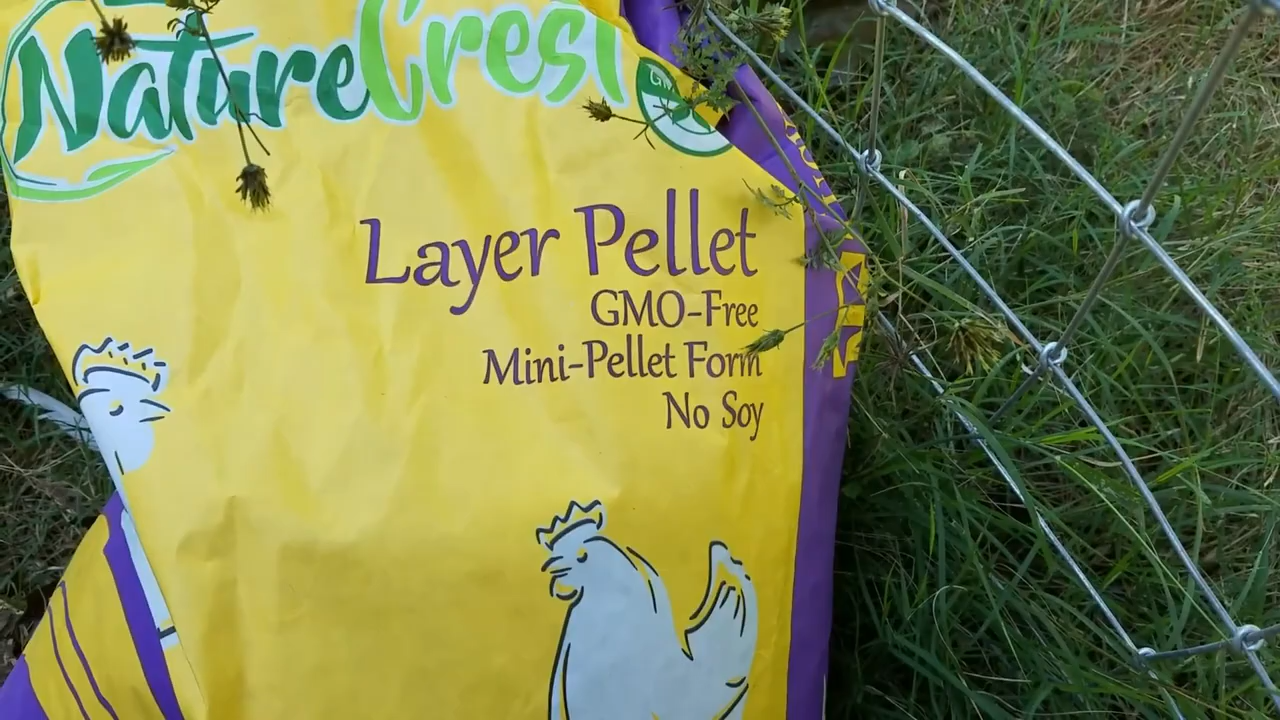 NatureCrest
Layer Pellet
GMO-Free
Mini-Pellet Form
No Soy